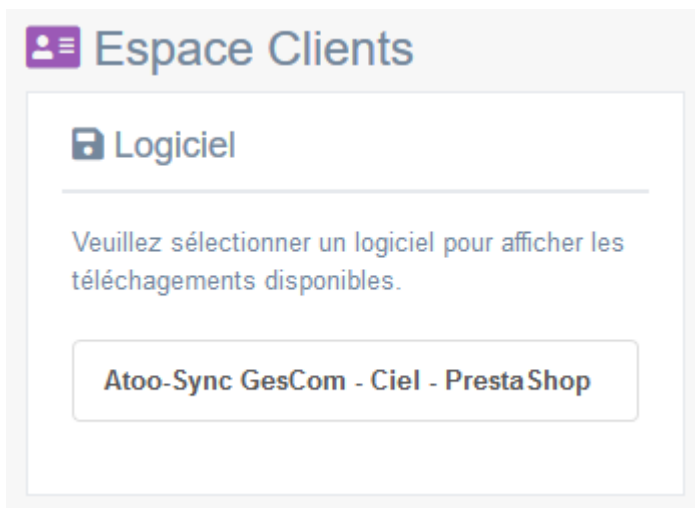 Espace Clients
Logiciel
Veuillez sélectionner un logiciel pour afficher les
téléchagements disponibles.
Atoo-Sync GesCom - Ciel - PrestaShop